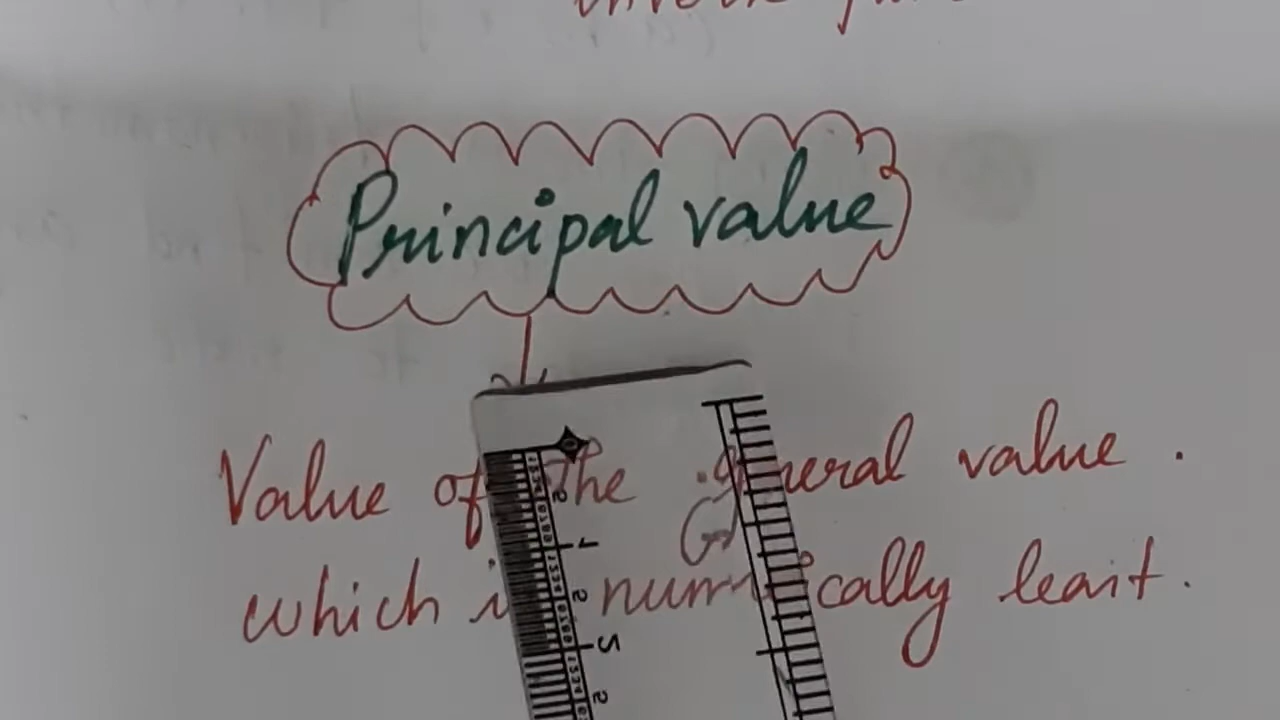 Principal value
Value of the general value.
which is numerically least.